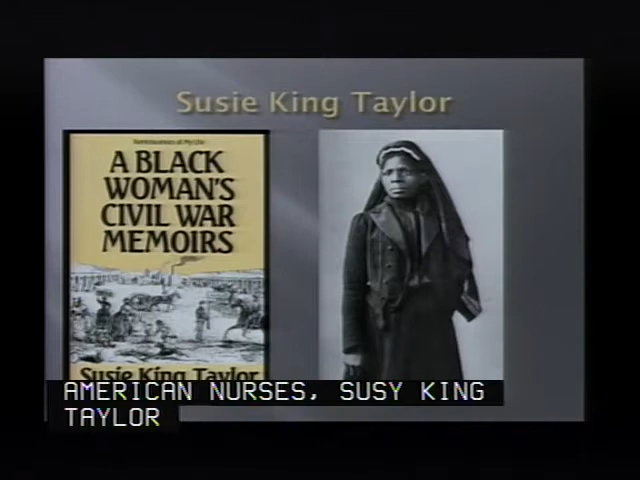 Susie King Taylor
Reminiscences of My Life
A BLACK
WOMAN'S
CIVIL WAR
MEMOIRS
Susie King Taylor
AMERICAN NURSES, SUSY KING
TAYLOR